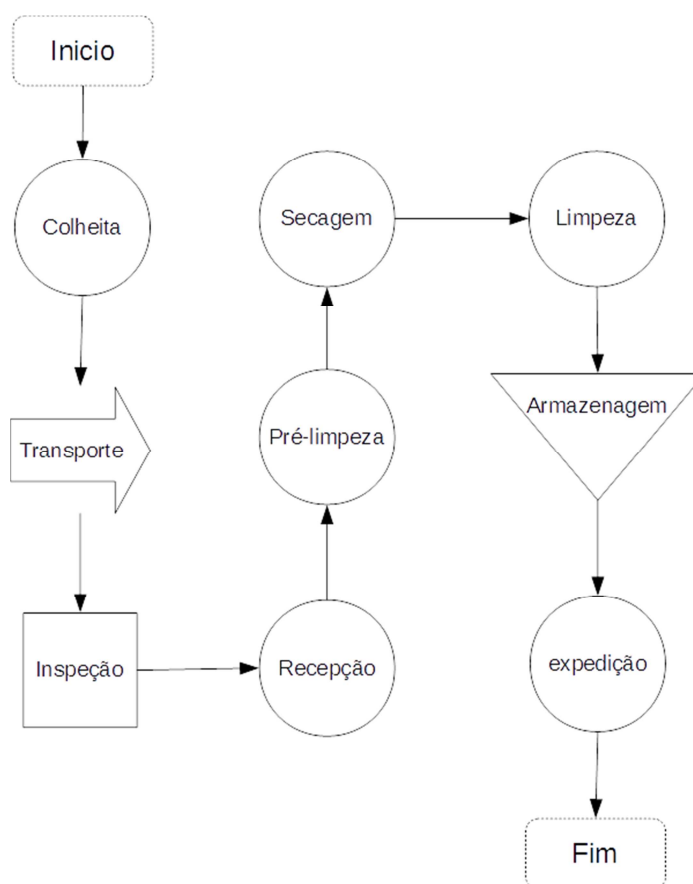 Inicio
Colheita
Transporte
Inspeção
Recepção
Pré-limpeza
Secagem
Limpeza
Armazenagem
expedição
Fim